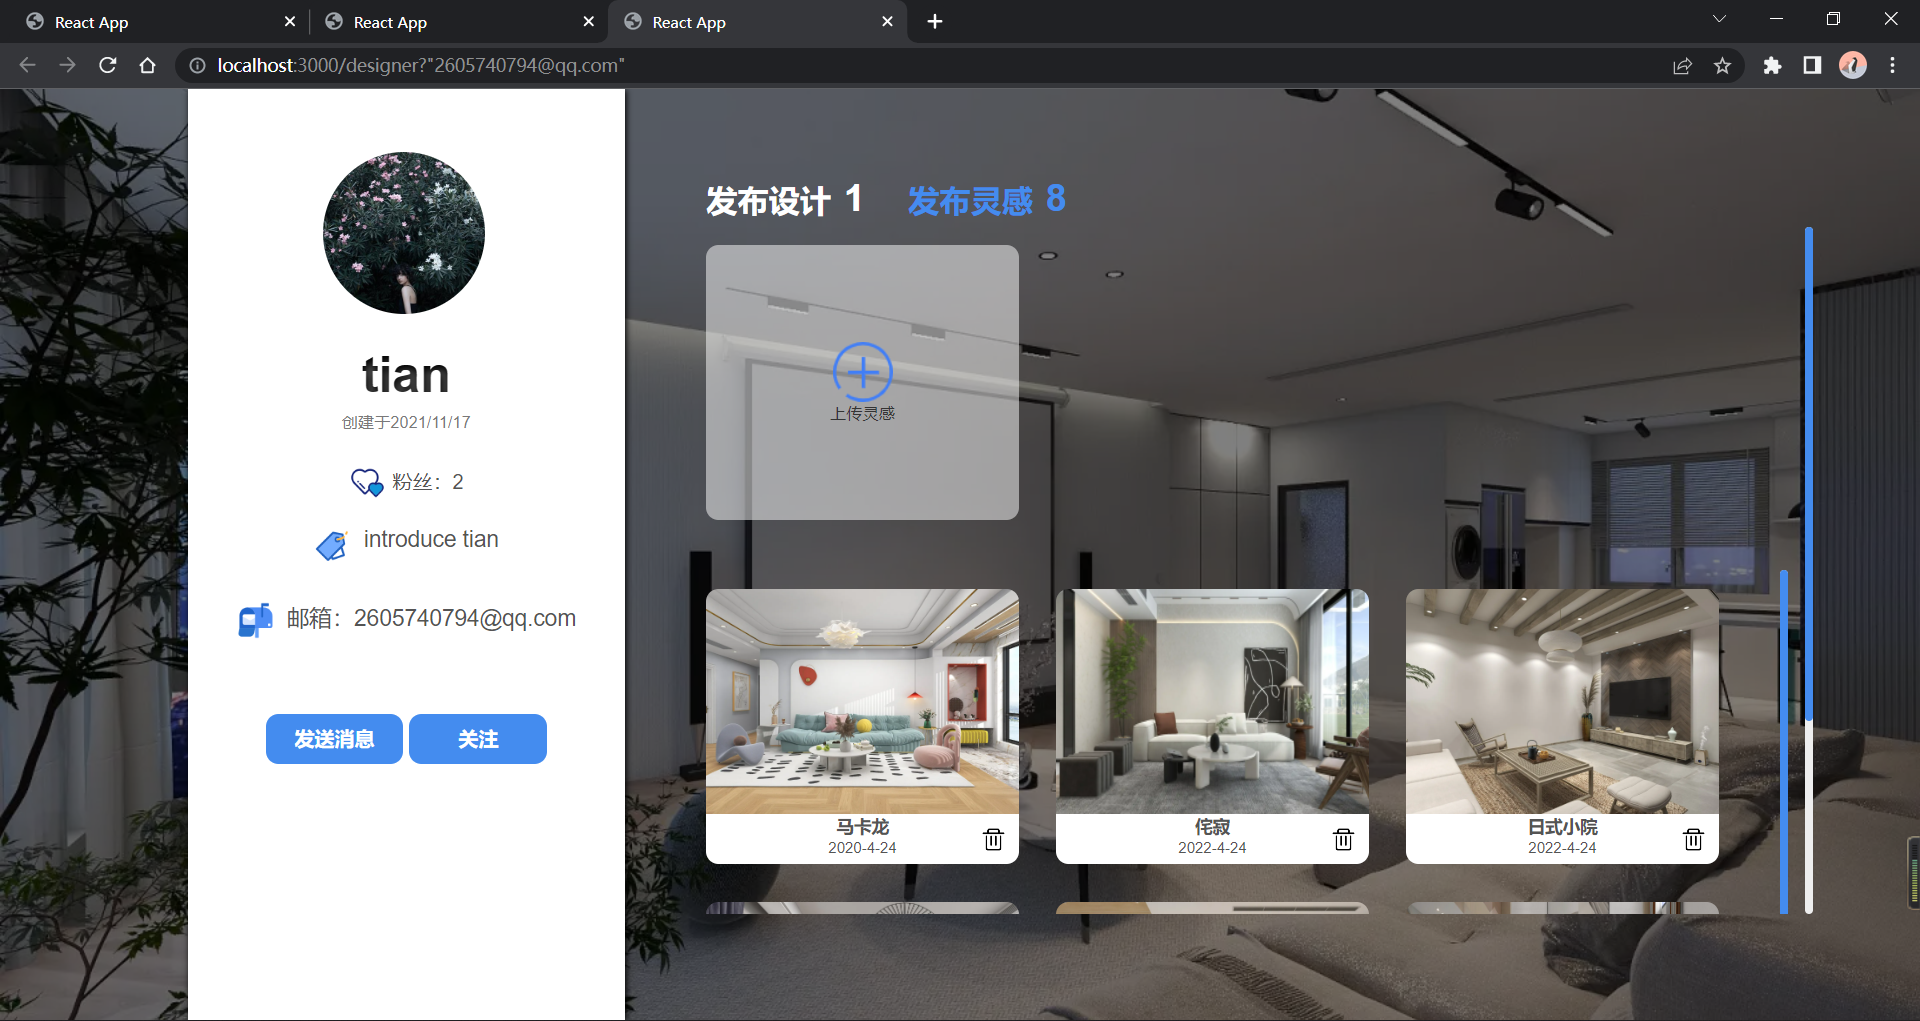 React App
React App
React App
localhost:3000/designer?"2605740794@qq.com"
tian
创建于2021/11/17
粉丝：2
introduce tian
邮箱：2605740794@qq.com
发送消息 关注
发布设计 1 发布灵感 8
上传灵感
马卡龙
2020-4-24
侘寂
2022-4-24
日式小院
2022-4-24